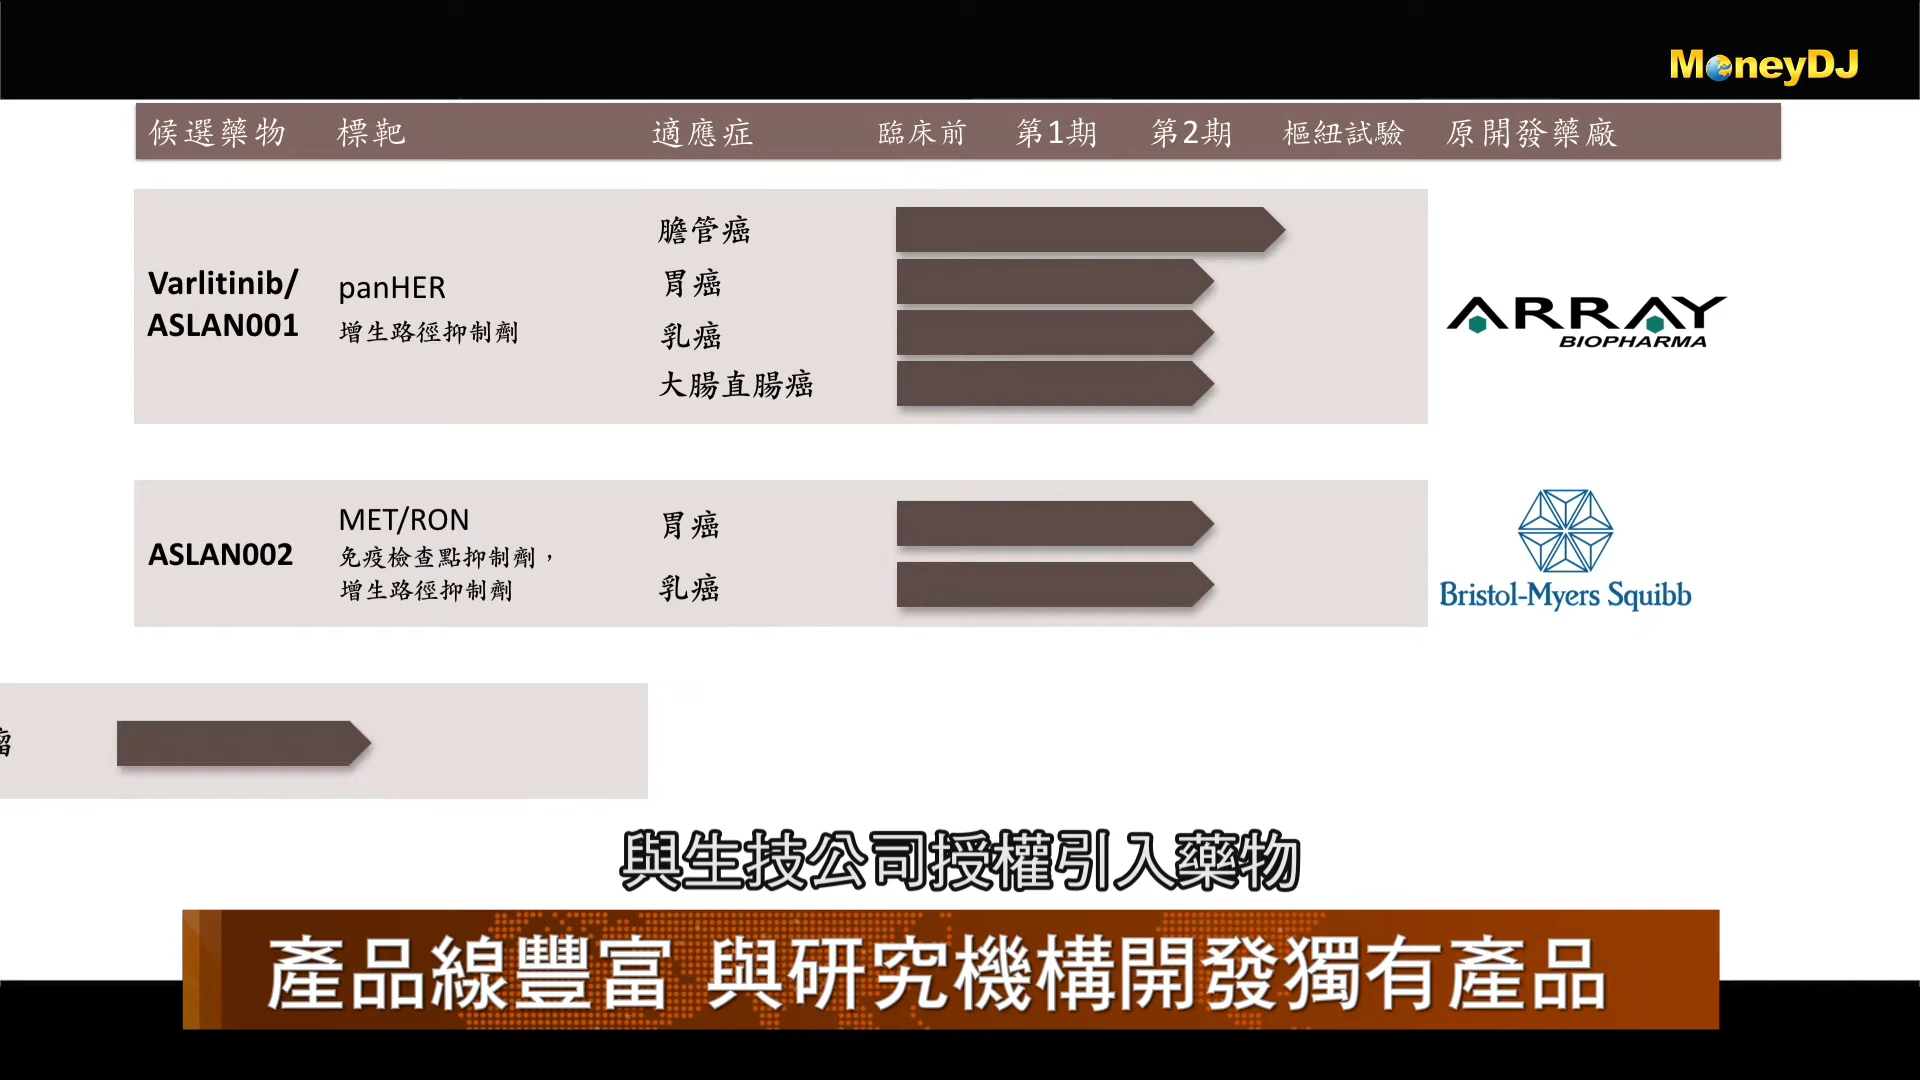 MoneyDJ
候選藥物 標靶 適應症 臨床前 第1期 第2期 樞紐試驗 原開發藥廠
膽管癌
Varlitinib/
ASLAN001
panHER
增生路徑抑制劑
胃癌
乳癌
大腸直腸癌
ARRAY
BIOPHARMA
ASLAN002
MET/RON
免疫檢查點抑制劑，
增生路徑抑制劑
胃癌
乳癌
Bristol-Myers Squibb
與生技公司授權引入藥物
產品線豐富 與研究機構開發獨有產品